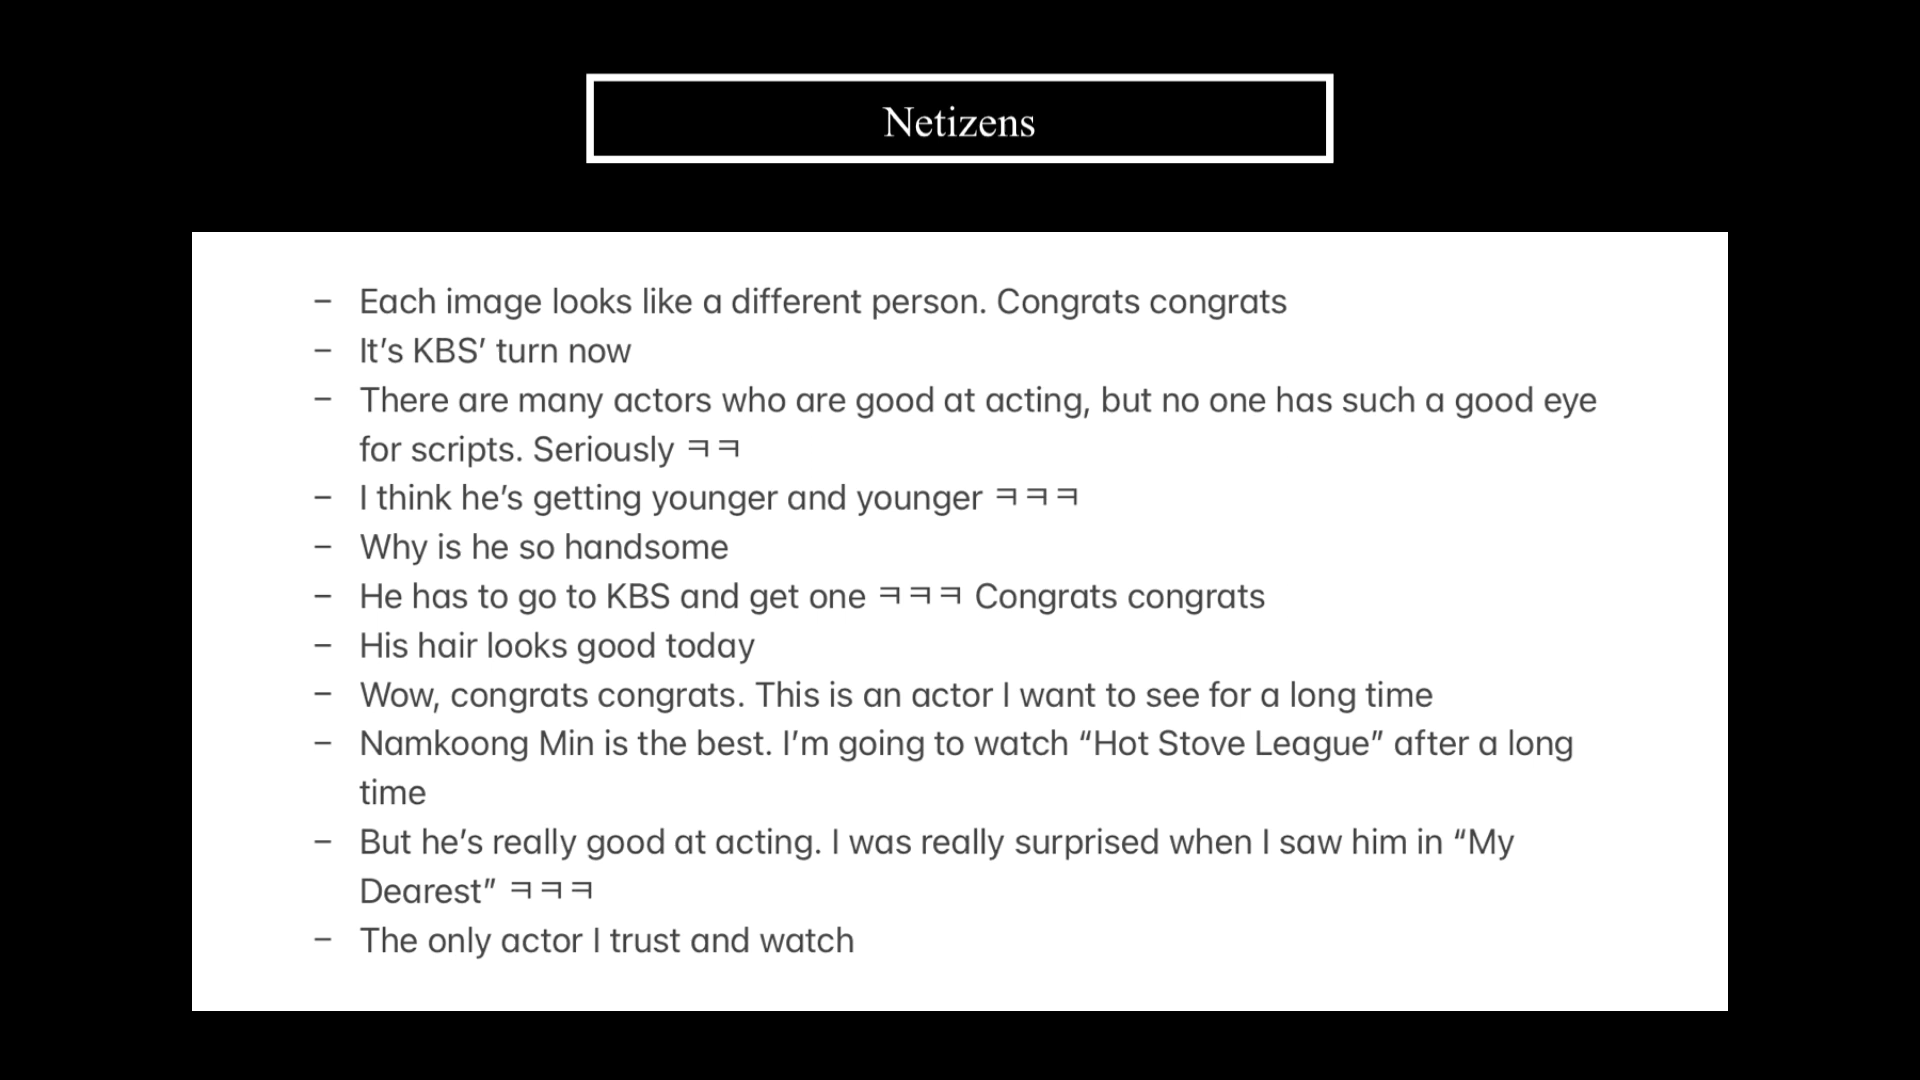 Netizens
– Each image looks like a different person. Congrats congrats
– It’s KBS’ turn now
– There are many actors who are good at acting, but no one has such a good eye
for scripts. Seriously ㅋㅋ
– I think he’s getting younger and younger ㅋㅋㅋ
– Why is he so handsome
– He has to go to KBS and get one ㅋㅋㅋ Congrats congrats
– His hair looks good today
– Wow, congrats congrats. This is an actor I want to see for a long time
– Namkoong Min is the best. I’m going to watch “Hot Stove League” after a long
time
– But he’s really good at acting. I was really surprised when I saw him in “My
Dearest” ㅋㅋㅋ
– The only actor I trust and watch